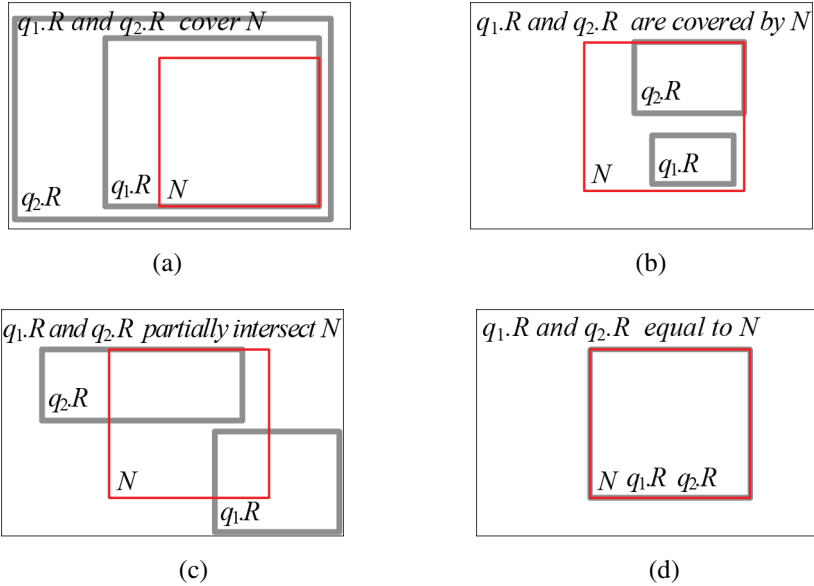 q₁.R and q₂.R cover N
q₁.R
N
q₂.R
(a)
q₁.R and q₂.R are covered by N
q₂.R
q₁.R
N
(b)
q₁.R and q₂.R partially intersect N
q₂.R
N
q₁.R
(c)
q₁.R and q₂.R equal to N
N q₁.R q₂.R
(d)